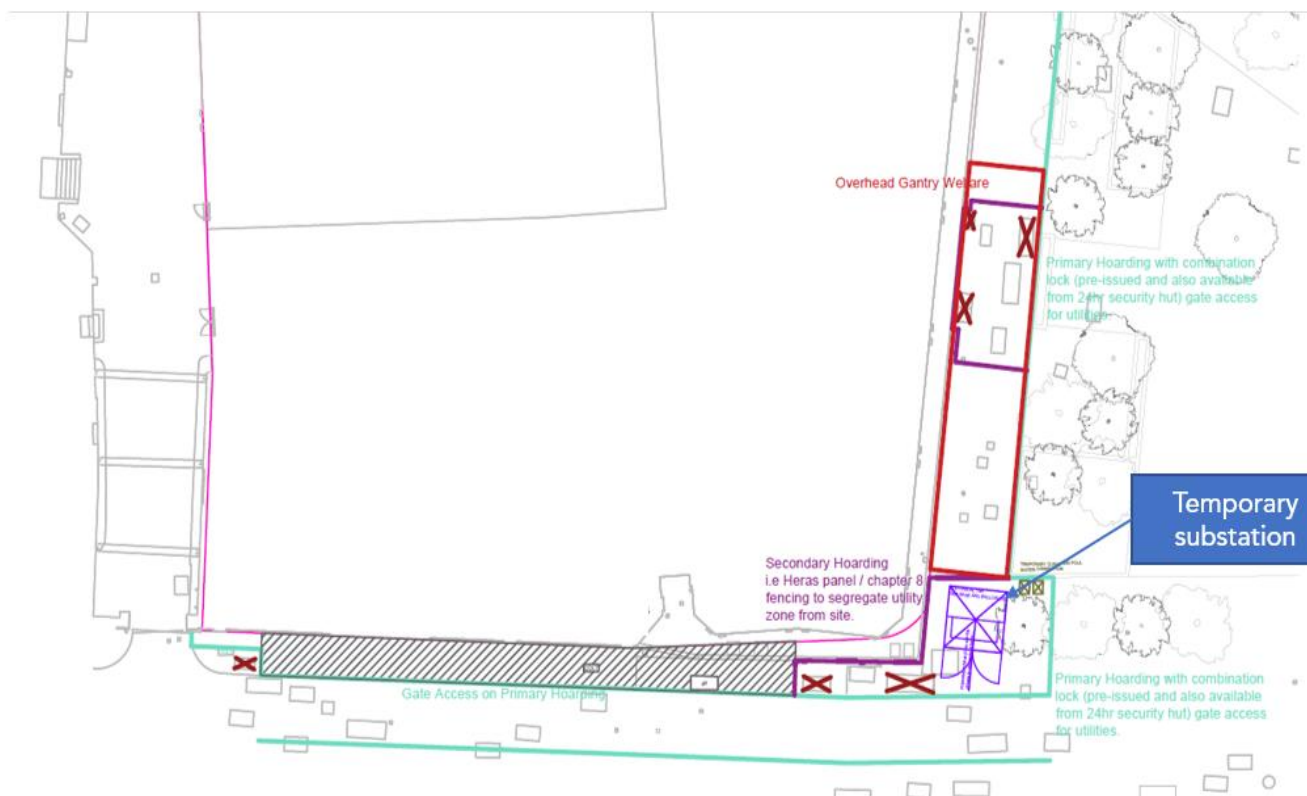 Overhead Gantry Welfare
Primary Hoarding with combination
lock (pre-issued and also available
from 24hr security hut) gate access
for utilities.
Temporary
substation
Secondary Hoarding
i.e Heras panel / chapter 8
fencing to segregate utility
zone from site.
Gate Access on Primary Hoarding
Primary Hoarding with combination
lock (pre-issued and also available
from 24hr security hut) gate access
for utilities.